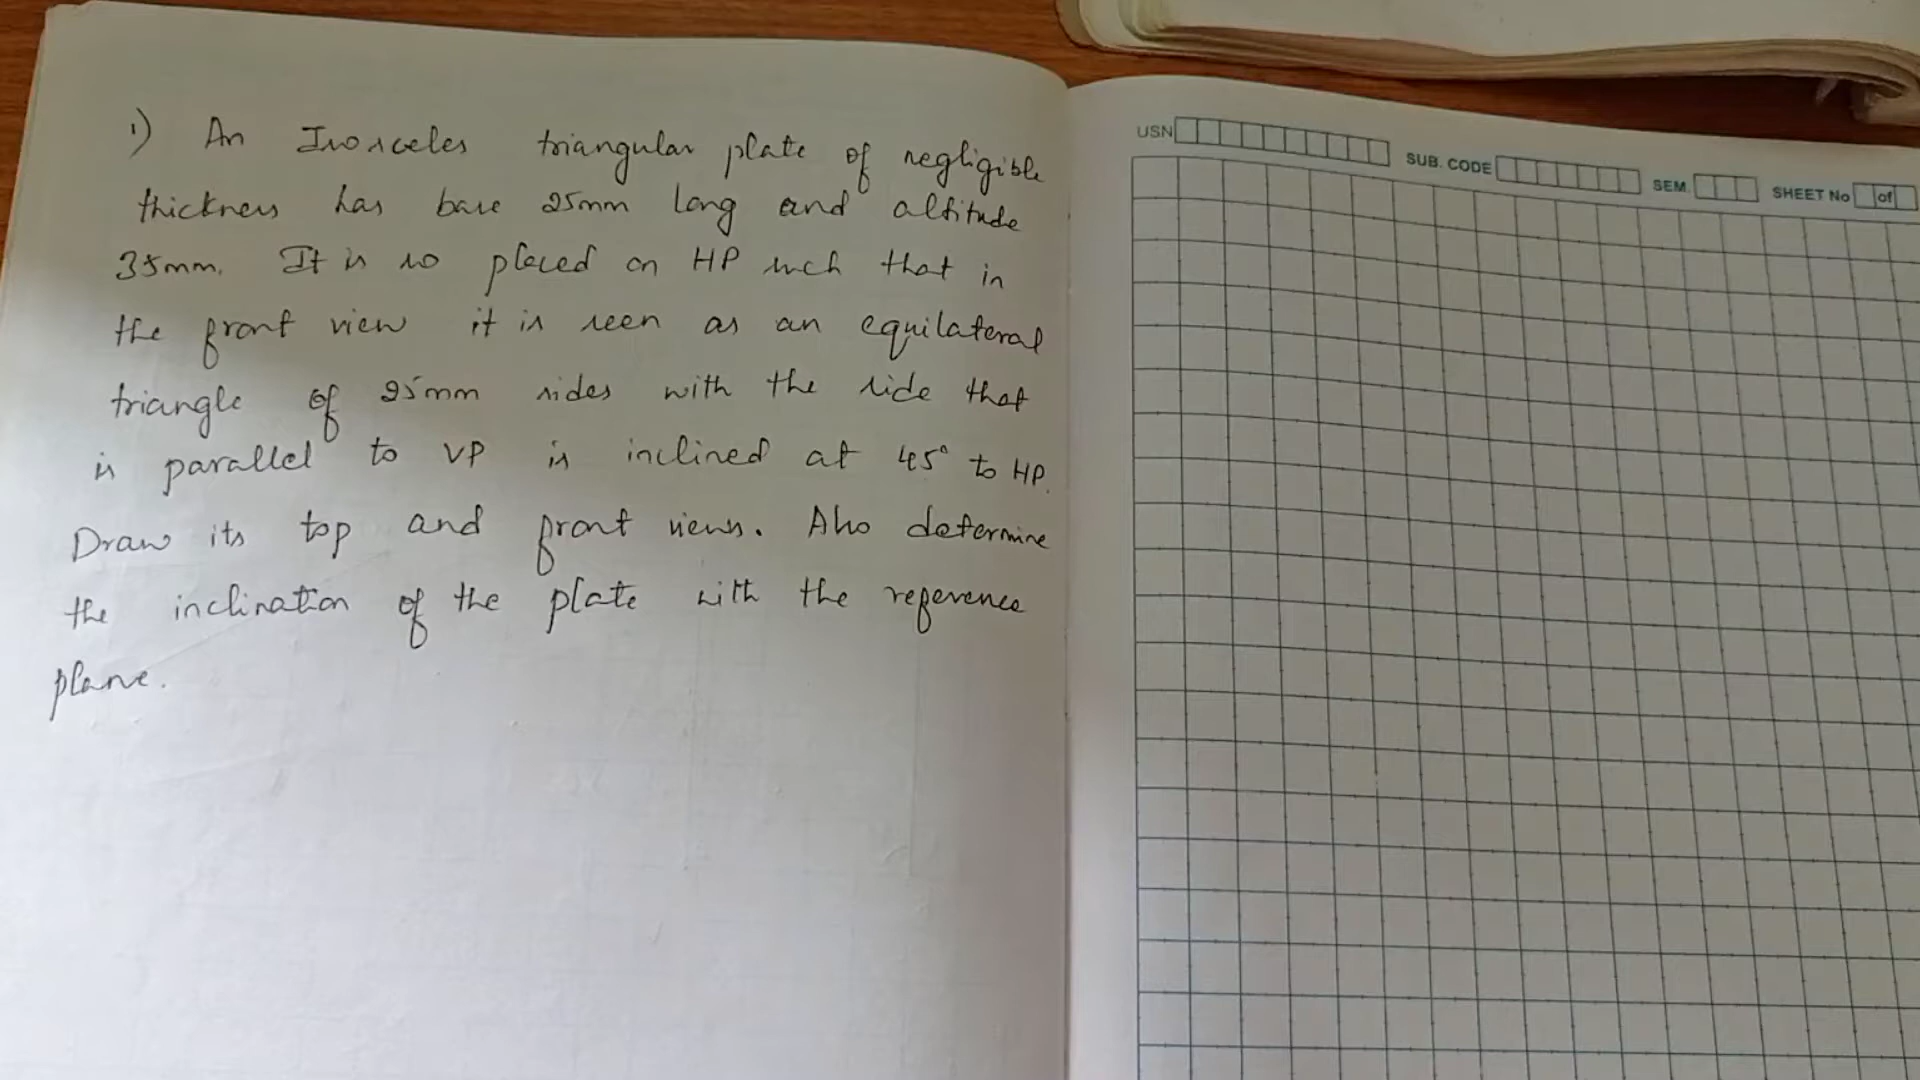 1) An Isosceles triangular plate of negligible
thickness has base 25mm long and altitude
35mm. It is so placed on HP such that in
the front view it is seen as an equilateral
triangle of 25mm sides with the side that
is parallel to VP is inclined at 45° to HP.
Draw its top and front views. Also determine
the inclination of the plate with the reference
plane.
USN
SUB. CODE
SEM.
SHEET No of